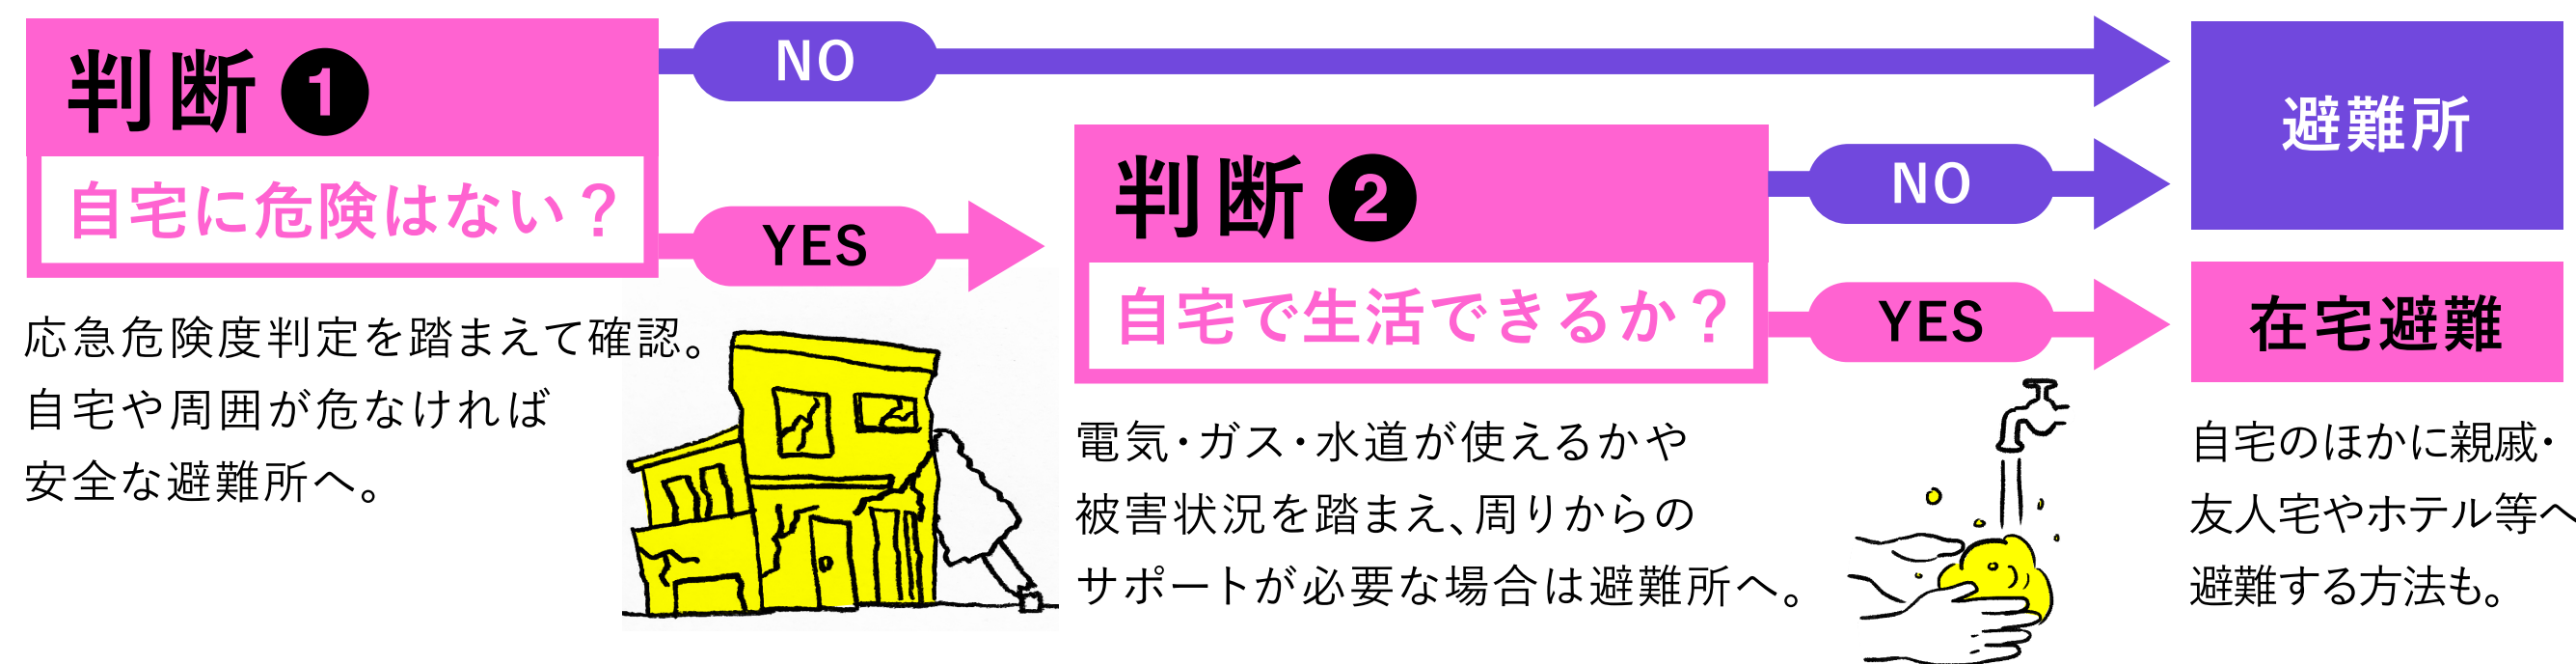 判断 1
自宅に危険はない？
応急危険度判定を踏まえて確認。
自宅や周囲が危なければ
安全な避難所へ。
NO
YES
判断 2
自宅で生活できるか？
電気・ガス・水道が使えるかや
被害状況を踏まえ、周りからの
サポートが必要な場合は避難所へ。
NO
YES
避難所
在宅避難
自宅のほかに親戚・
友人宅やホテル等へ
避難する方法も。